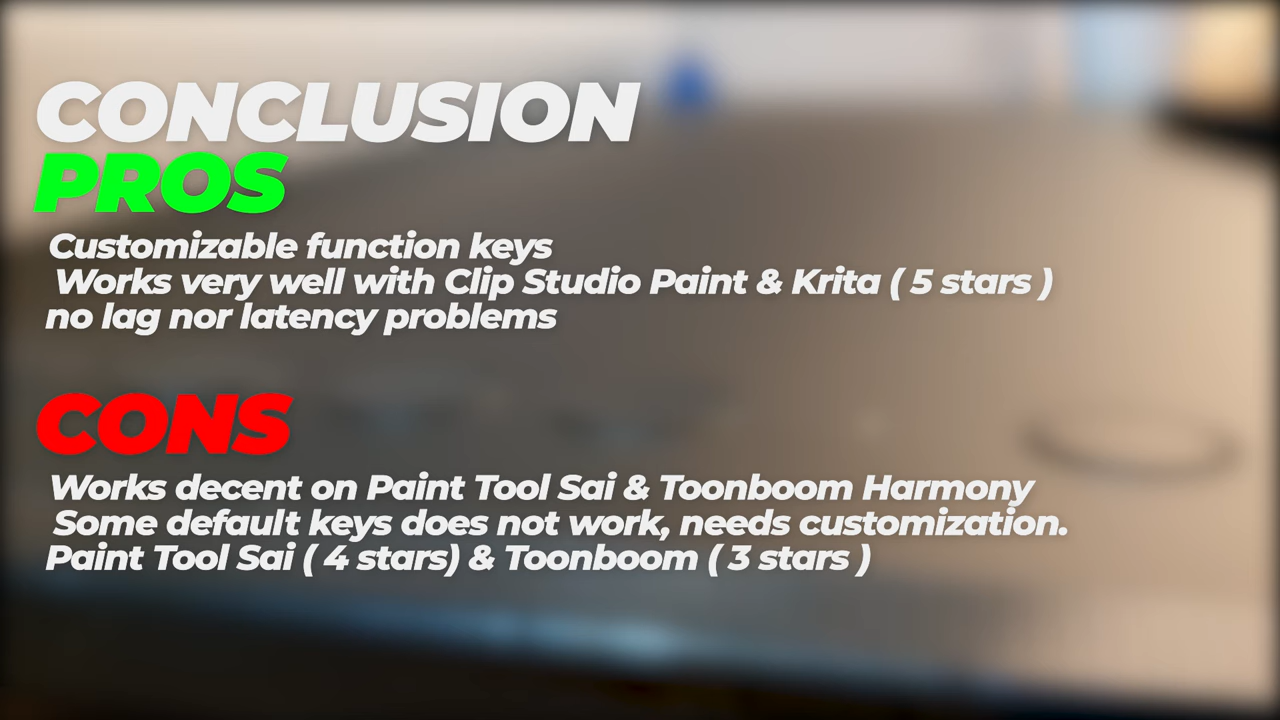 CONCLUSION
PROS
Customizable function keys
Works very well with Clip Studio Paint & Krita ( 5 stars )
no lag nor latency problems
CONS
Works decent on Paint Tool Sai & Toonboom Harmony
Some default keys does not work, needs customization.
Paint Tool Sai ( 4 stars) & Toonboom ( 3 stars )